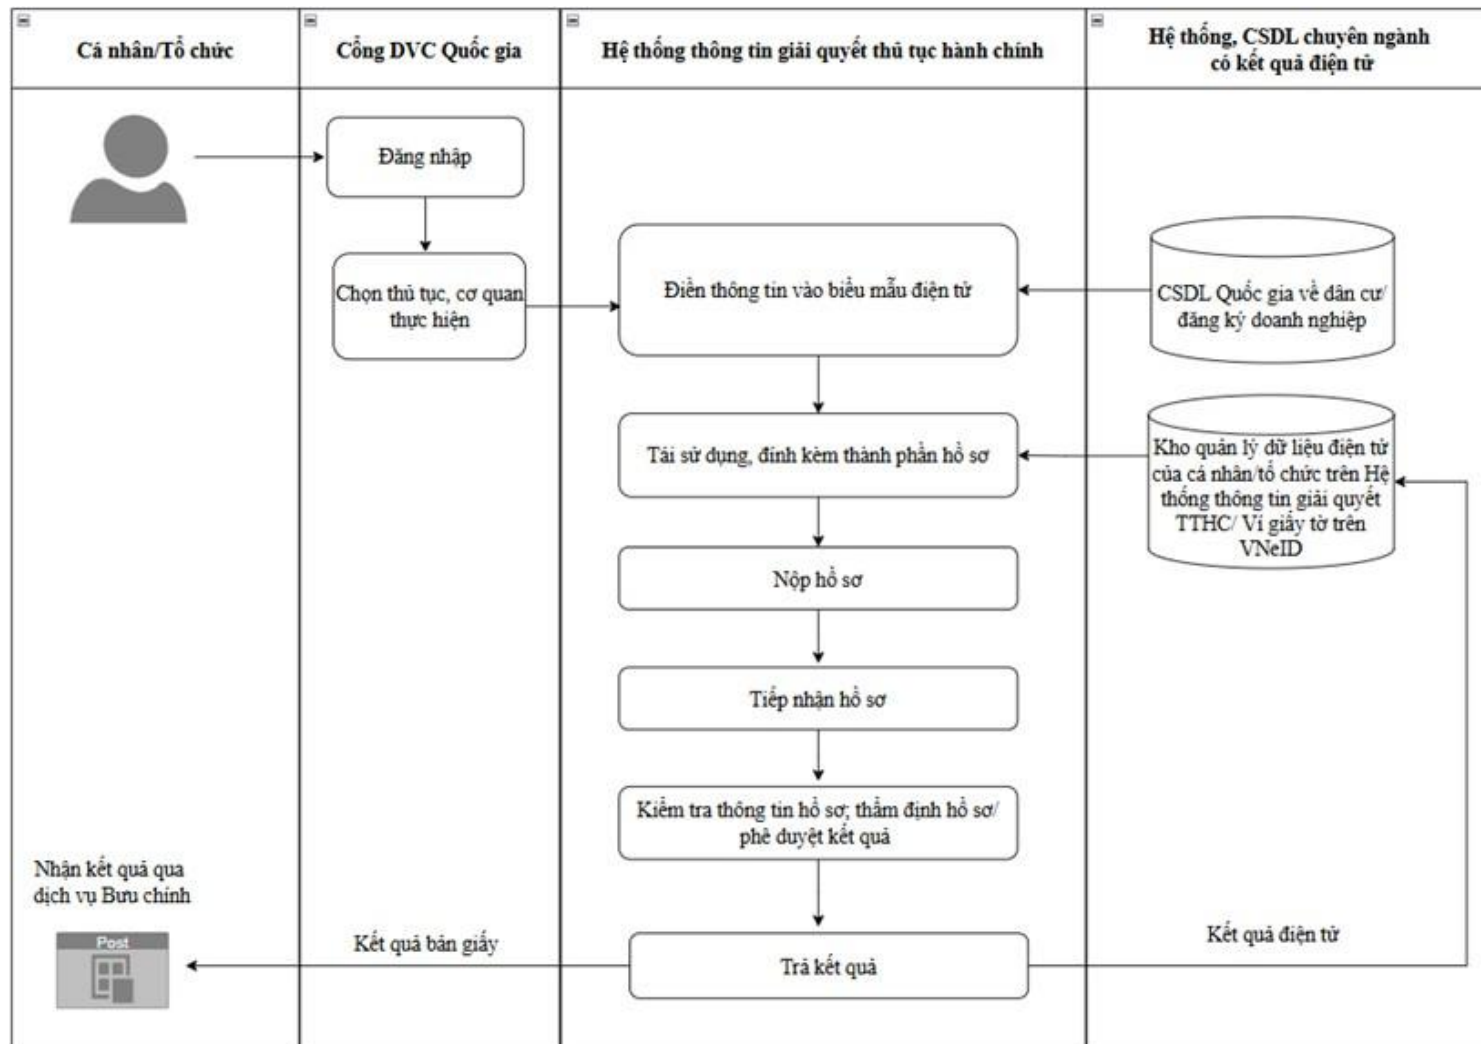 Cá nhân/Tổ chức
Cổng DVC Quốc gia
Hệ thống thông tin giải quyết thủ tục hành chính
Hệ thống, CSDL chuyên ngành
có kết quả điện tử
Đăng nhập
Chọn thủ tục, cơ quan
thực hiện
Điền thông tin vào biểu mẫu điện tử
CSDL Quốc gia về dân cư/
đăng ký doanh nghiệp
Tái sử dụng, đính kèm thành phần hồ sơ
Kho quản lý dữ liệu điện tử
của cá nhân/tổ chức trên Hệ
thống thông tin giải quyết
TTHC/ Ví giấy tờ trên
VNeID
Nộp hồ sơ
Tiếp nhận hồ sơ
Kiểm tra thông tin hồ sơ; thẩm định hồ sơ/
phê duyệt kết quả
Nhận kết quả qua
dịch vụ Bưu chính
Post
Kết quả bản giấy
Trả kết quả
Kết quả điện tử